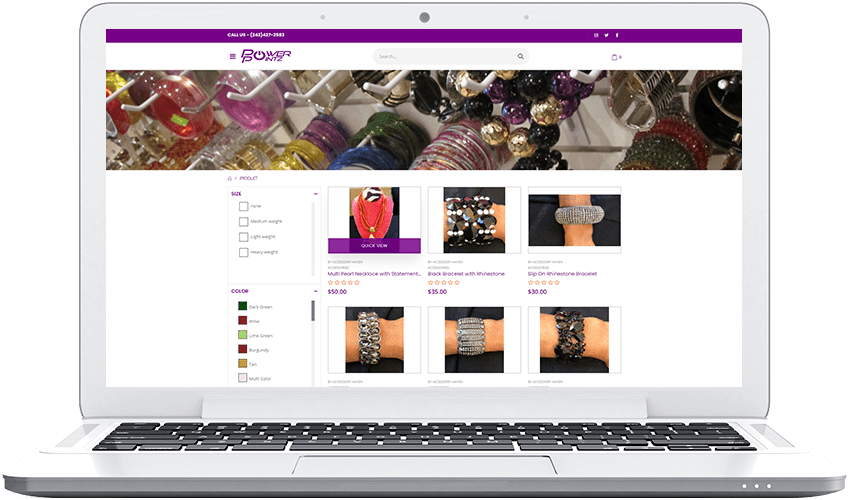 CALL US - (242)427-2593
POWER
POINTZ
Search...
0
/ PRODUCT
SIZE
None
Medium weight
Light weight
Heavy weight
COLOR
Dark Green
Wine
Lime Green
Burgundy
Tan
Multi Color
QUICK VIEW
BY ACCESSORY HAVEN
ACCESSORIES
Multi Pearl Necklace with Statement...
$50.00
BY ACCESSORY HAVEN
ACCESSORIES
Black Bracelet with Rhinestone
$35.00
BY ACCESSORY HAVEN
ACCESSORIES
Slip On Rhinestone Bracelet
$30.00
BY ACCESSORY HAVEN
BY ACCESSORY HAVEN
BY ACCESSORY HAVEN